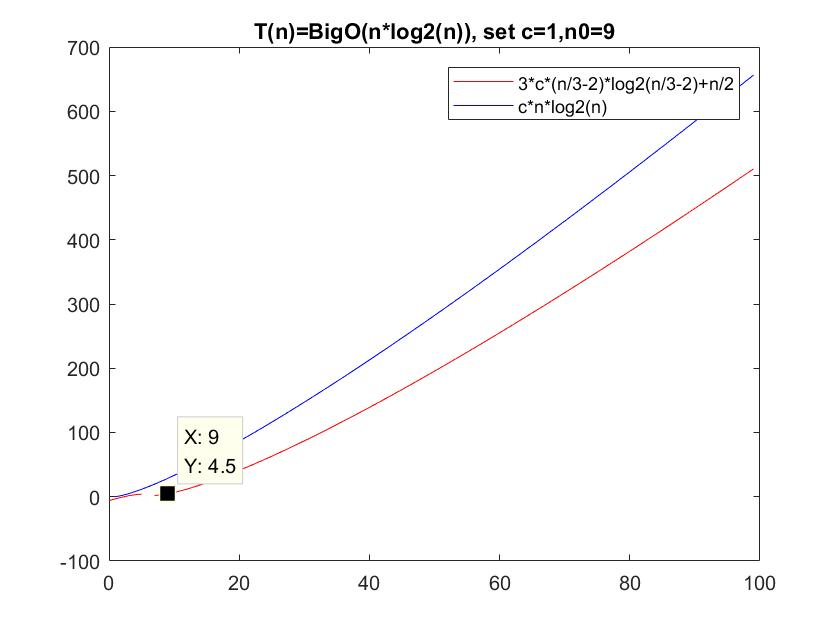 T(n)=BigO(n*log2(n)), set c=1,n0=9
700
3*c*(n/3-2)*log2(n/3-2)+n/2
c*n*log2(n)
600
500
400
300
200
100
X: 9
Y: 4.5
0
-100
0 20 40 60 80 100